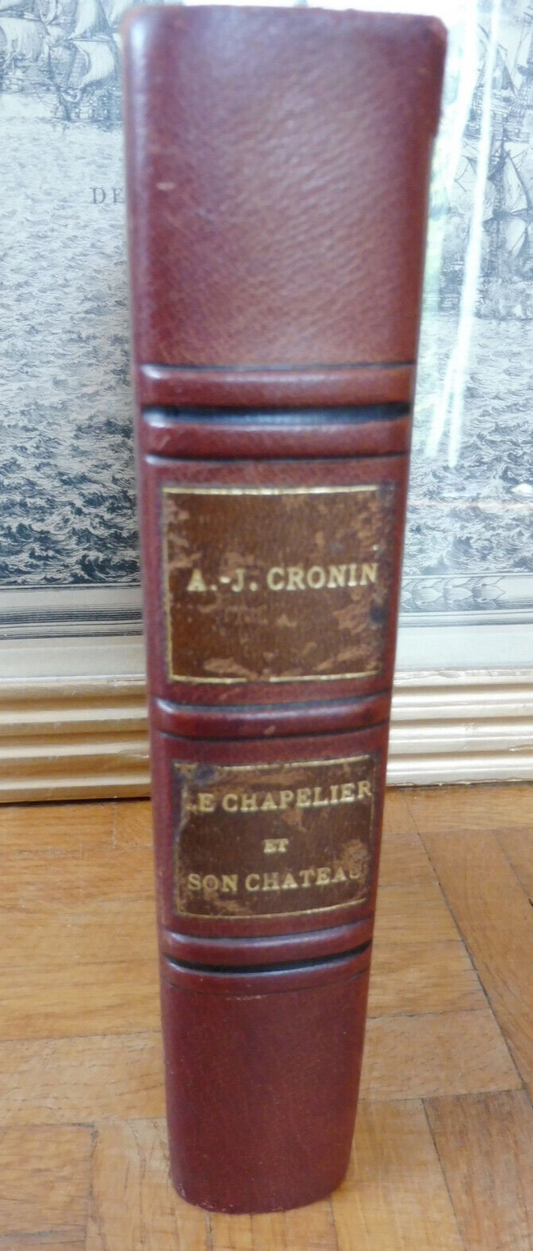 DE
A.-J. CRONIN
LE CHAPELIER
ET
SON CHATEAU